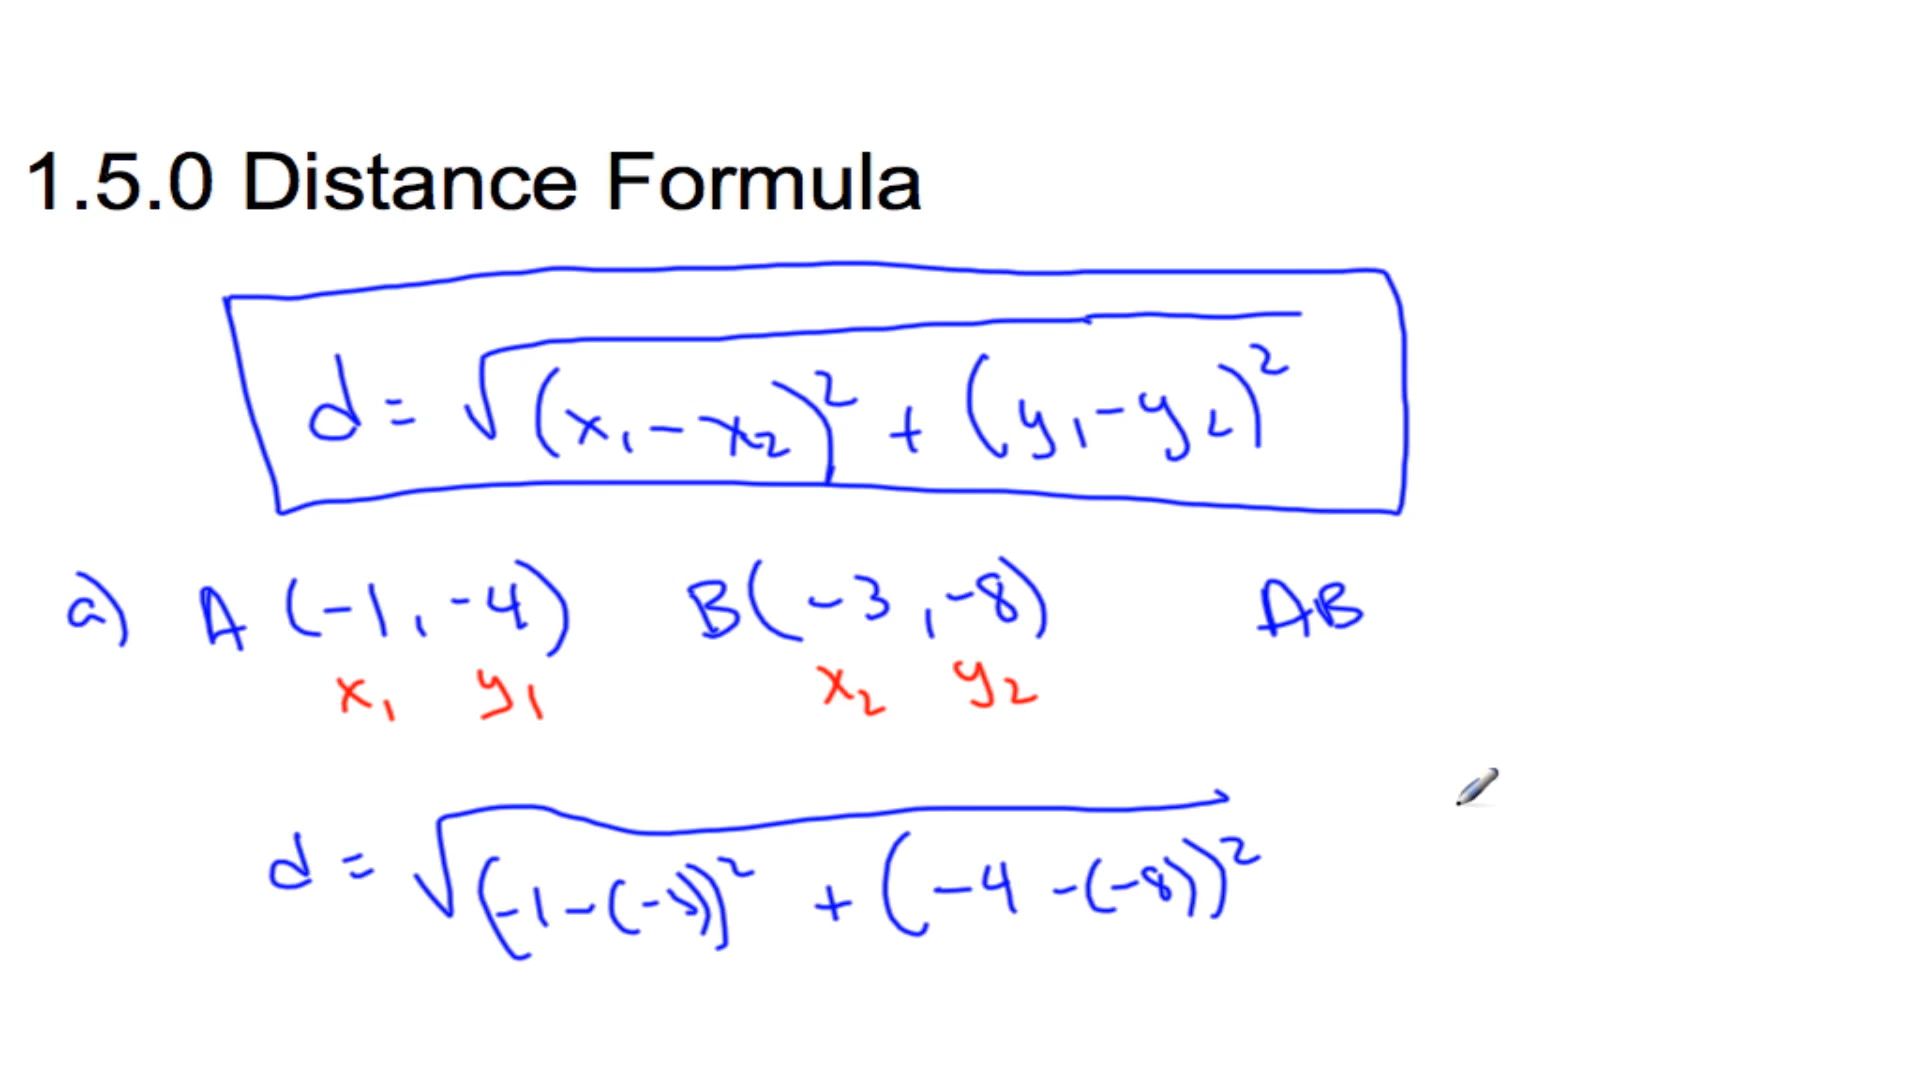 1.5.0 Distance Formula
d = √(x₁ - x₂)² + (y₁ - y₂)²
a) A (-1, -4) B(-3, -8) AB
x₁ y₁ x₂ y₂
d = √(-1 - (-3))² + (-4 - (-8))²